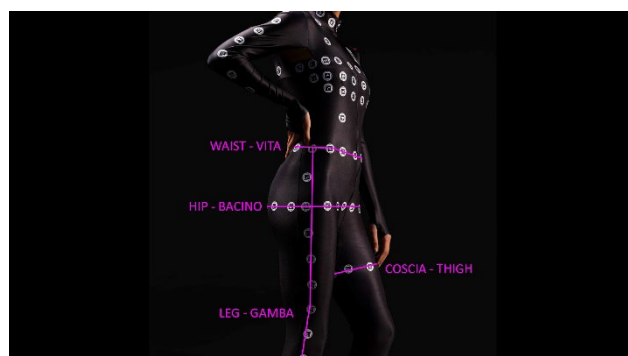 WAIST - VITA
HIP - BACINO
COSCIA - THIGH
LEG - GAMBA